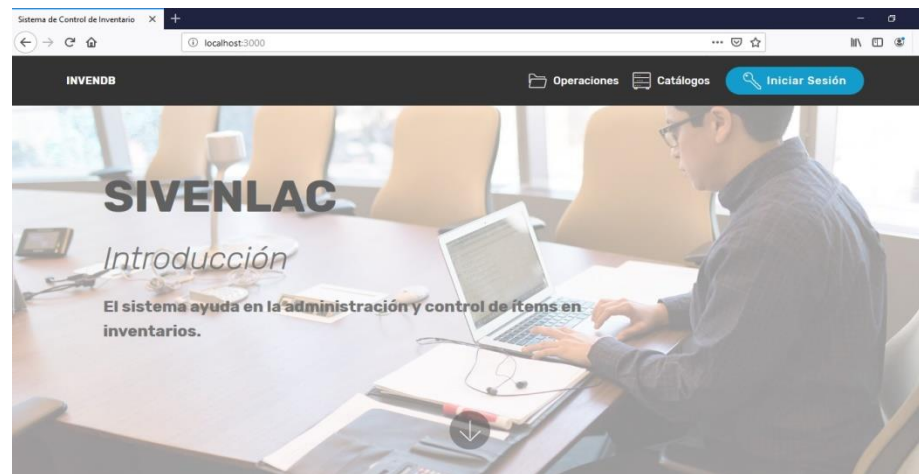 Sistema de Control de Inventario
localhost:3000
INVENDB
Operaciones
Catálogos
Iniciar Sesión
SIVENLAC
Introducción
El sistema ayuda en la administración y control de ítems en
inventarios.